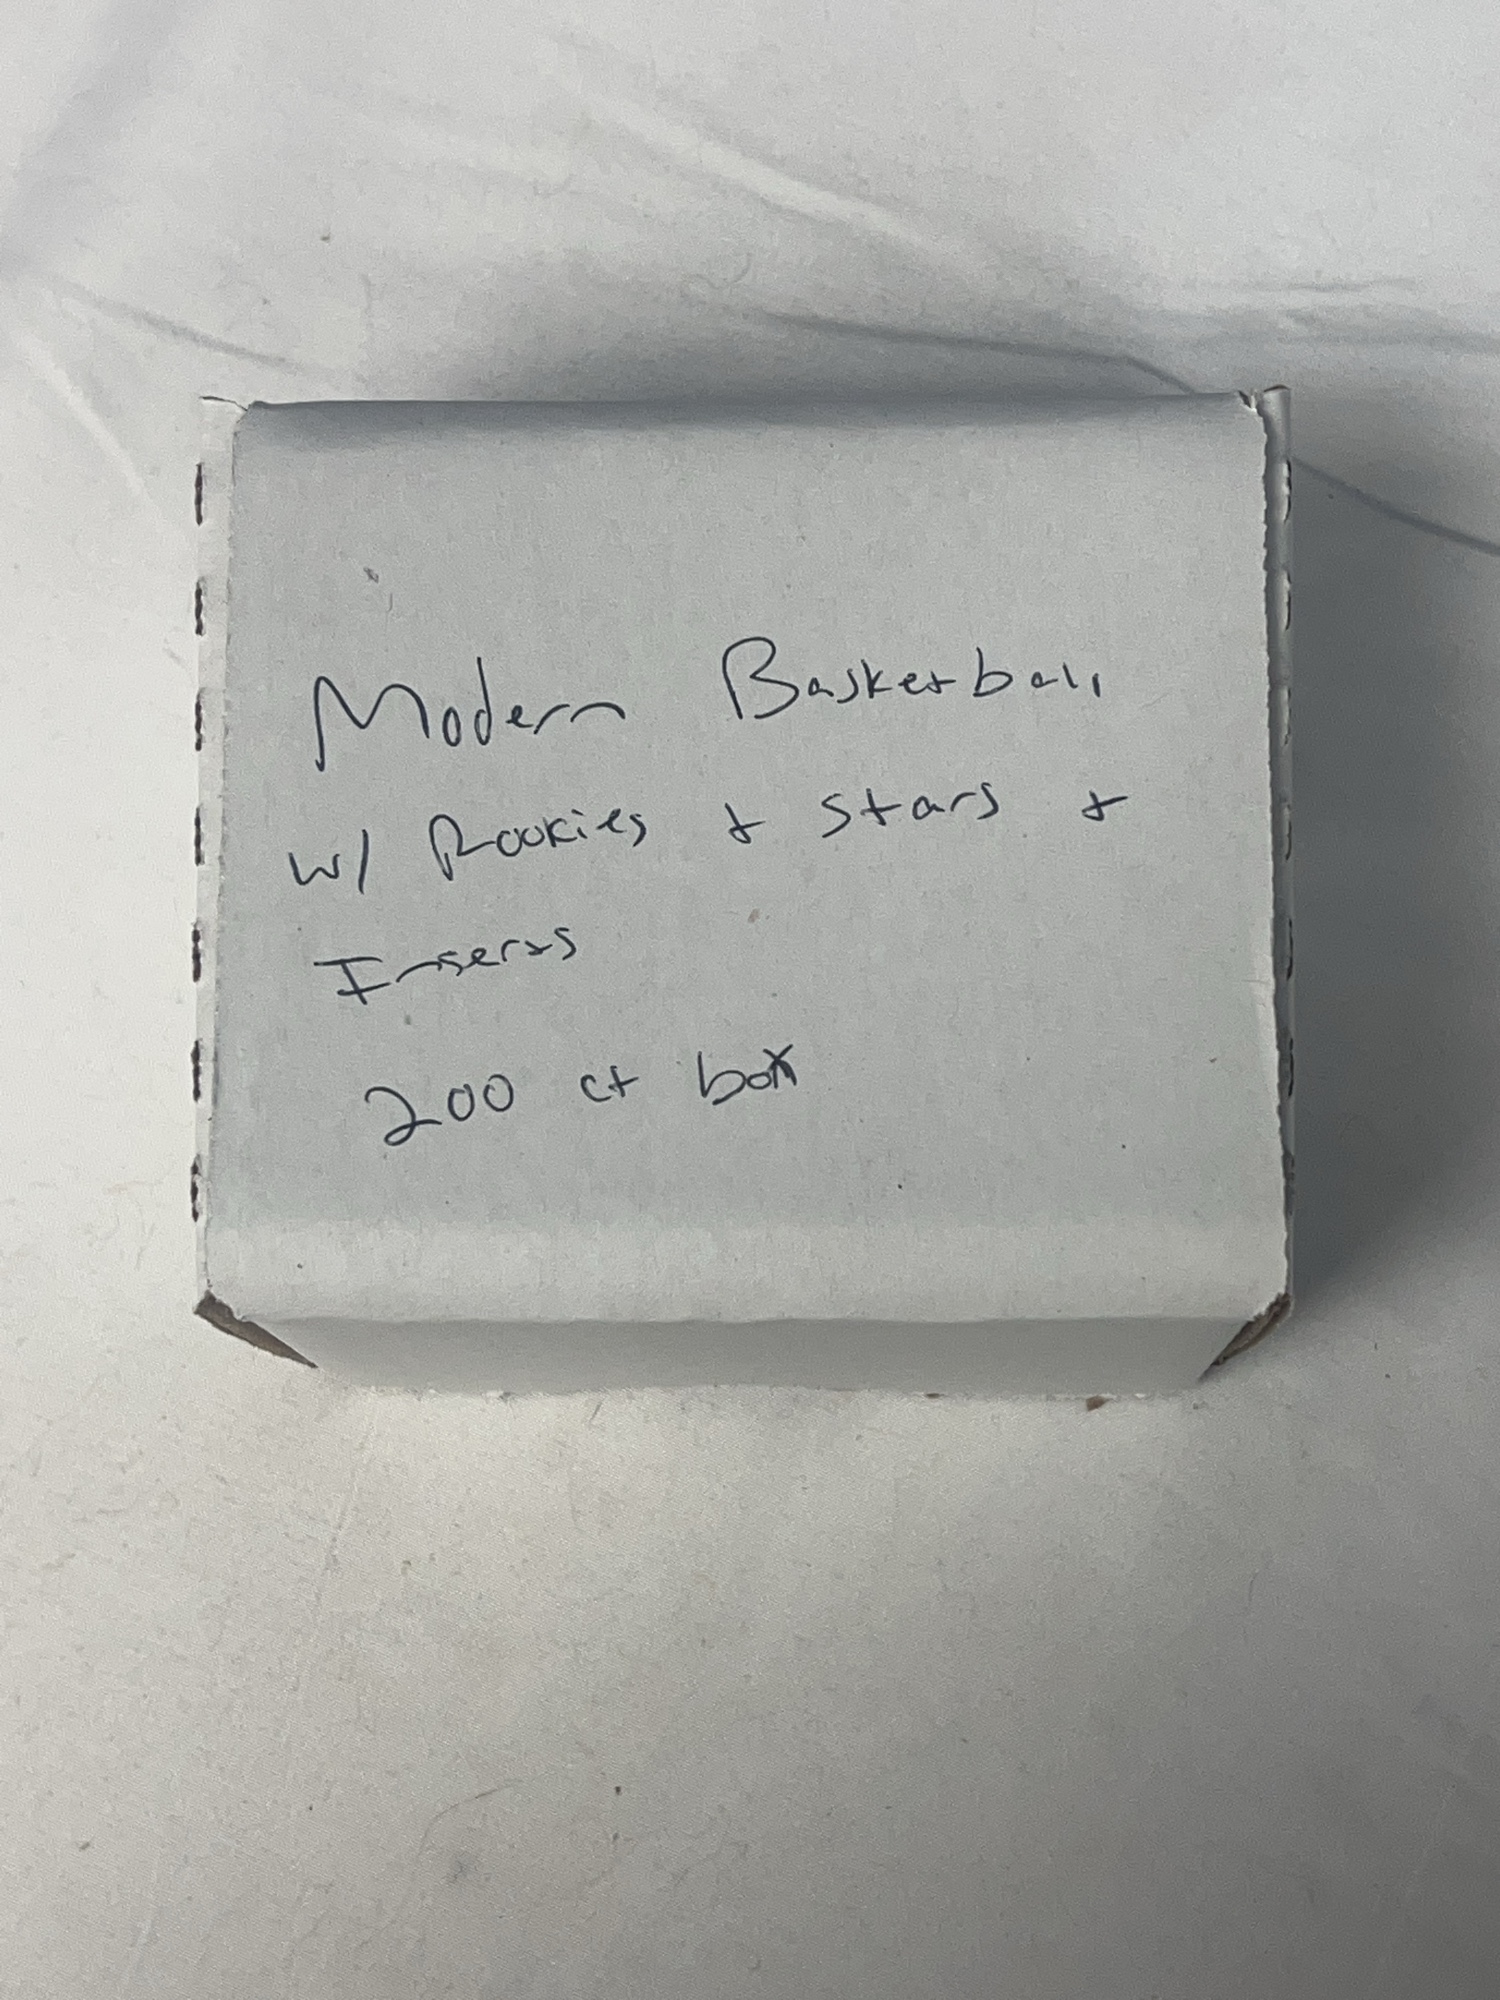 Modern Basketball
w/ Rookies + Stars +
Inserts
200 ct box